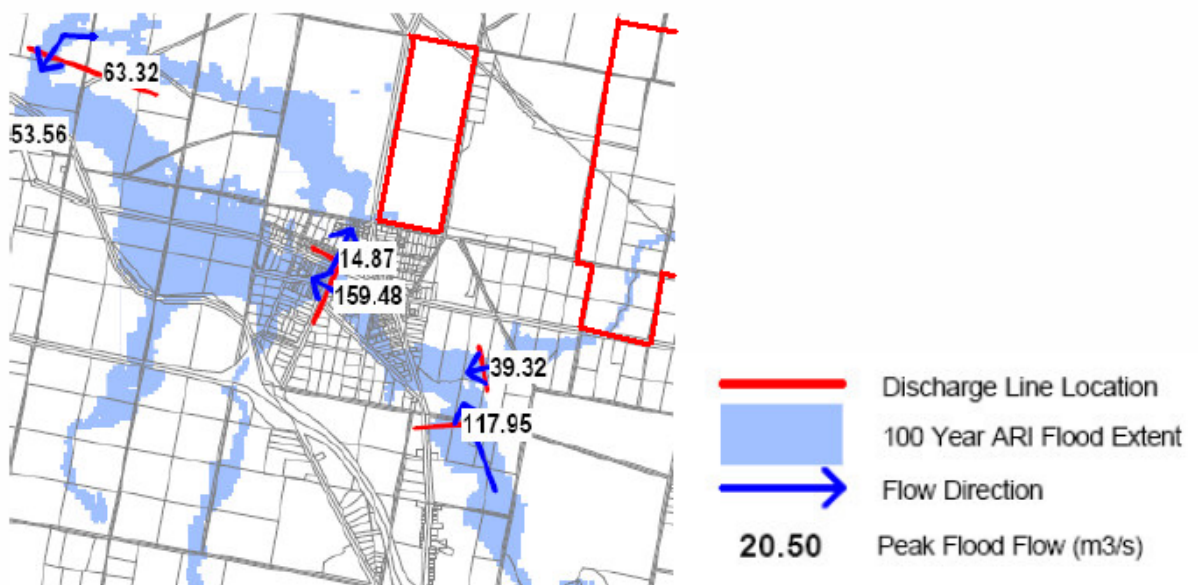 63.32
53.56
14.87
159.48
39.32
117.95
Discharge Line Location
100 Year ARI Flood Extent
Flow Direction
20.50 Peak Flood Flow (m3/s)